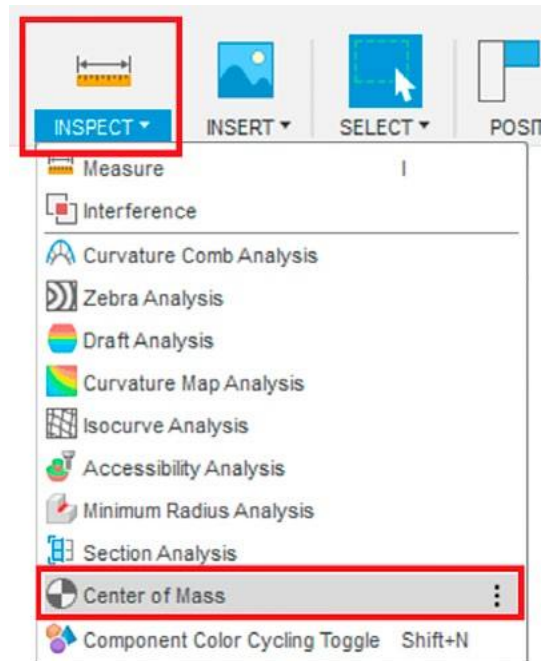 INSPECT ▾ INSERT ▾ SELECT ▾
Measure I
Interference
Curvature Comb Analysis
Zebra Analysis
Draft Analysis
Curvature Map Analysis
Isocurve Analysis
Accessibility Analysis
Minimum Radius Analysis
Section Analysis
Center of Mass
Component Color Cycling Toggle Shift+N